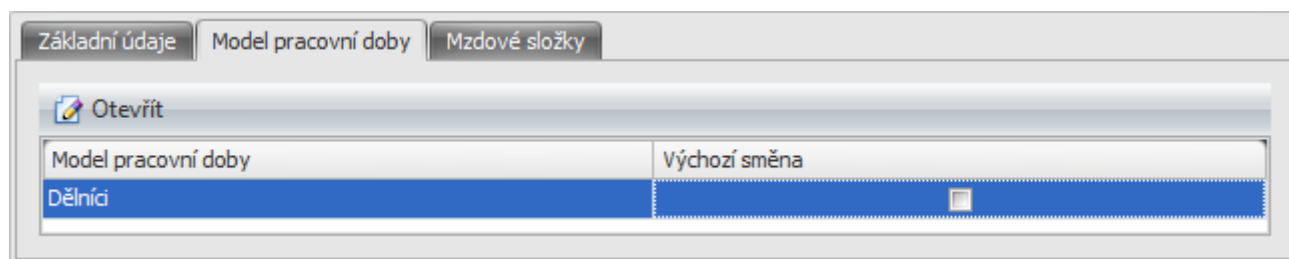 Základní údaje Model pracovní doby Mzdové složky
Otevřít
Model pracovní doby Výchozí směna
Dělníci